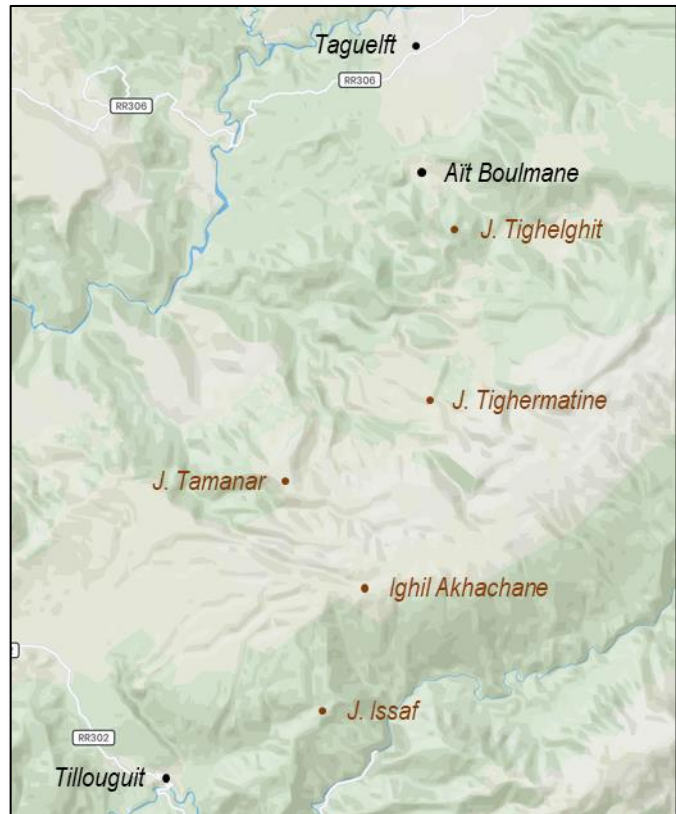 Taguelft
RR306
RR306
Aït Boulmane
J. Tighelghit
J. Tighermatine
J. Tamanar
Ighil Akhachane
J. Issaf
RR302
Tillouguit